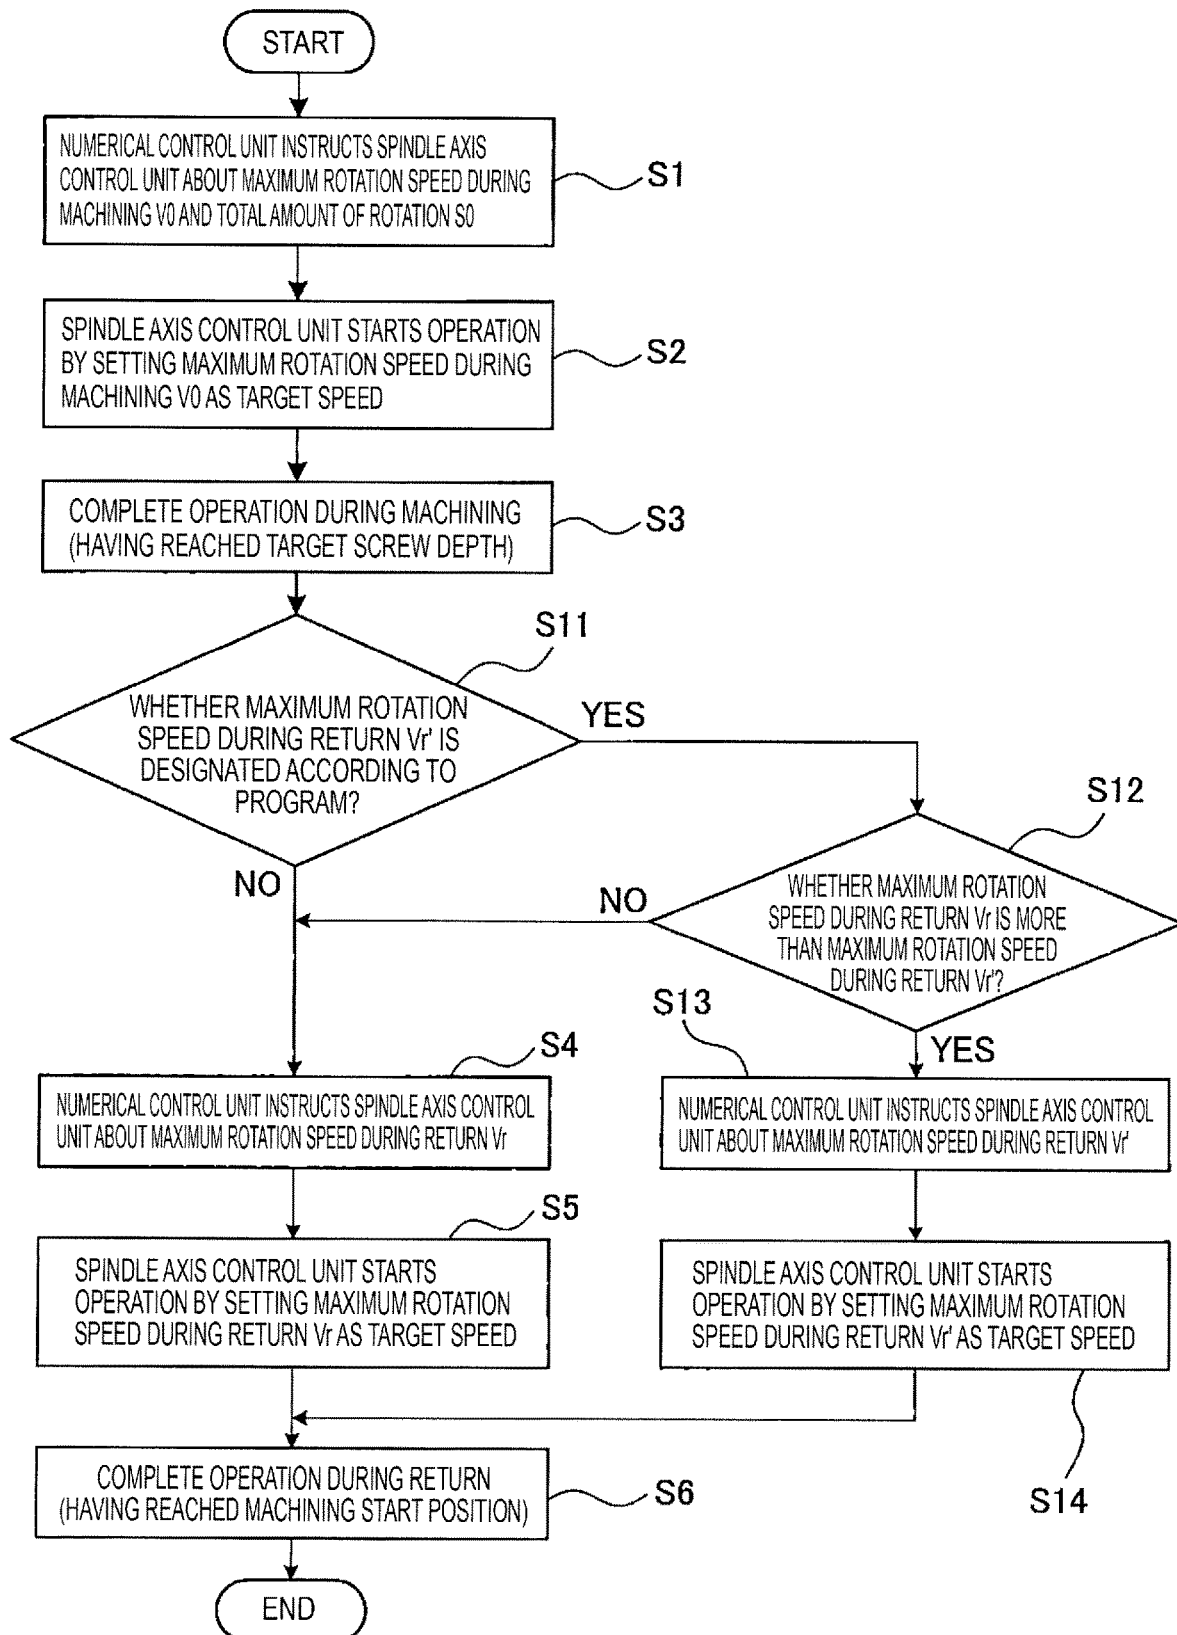 START
NUMERICAL CONTROL UNIT INSTRUCTS SPINDLE AXIS
CONTROL UNIT ABOUT MAXIMUM ROTATION SPEED DURING
MACHINING V0 AND TOTAL AMOUNT OF ROTATION S0
S1
SPINDLE AXIS CONTROL UNIT STARTS OPERATION
BY SETTING MAXIMUM ROTATION SPEED DURING
MACHINING V0 AS TARGET SPEED
S2
COMPLETE OPERATION DURING MACHINING
(HAVING REACHED TARGET SCREW DEPTH)
S3
S11
WHETHER MAXIMUM ROTATION
SPEED DURING RETURN Vr' IS
DESIGNATED ACCORDING TO
PROGRAM?
YES
NO
S12
WHETHER MAXIMUM ROTATION
SPEED DURING RETURN Vr IS MORE
THAN MAXIMUM ROTATION SPEED
DURING RETURN Vr'?
NO
YES
S4
NUMERICAL CONTROL UNIT INSTRUCTS SPINDLE AXIS CONTROL
UNIT ABOUT MAXIMUM ROTATION SPEED DURING RETURN Vr
S13
NUMERICAL CONTROL UNIT INSTRUCTS SPINDLE AXIS CONTROL
UNIT ABOUT MAXIMUM ROTATION SPEED DURING RETURN Vr'
S5
SPINDLE AXIS CONTROL UNIT STARTS
OPERATION BY SETTING MAXIMUM ROTATION
SPEED DURING RETURN Vr AS TARGET SPEED
SPINDLE AXIS CONTROL UNIT STARTS
OPERATION BY SETTING MAXIMUM ROTATION
SPEED DURING RETURN Vr' AS TARGET SPEED
S14
COMPLETE OPERATION DURING RETURN
(HAVING REACHED MACHINING START POSITION)
S6
END